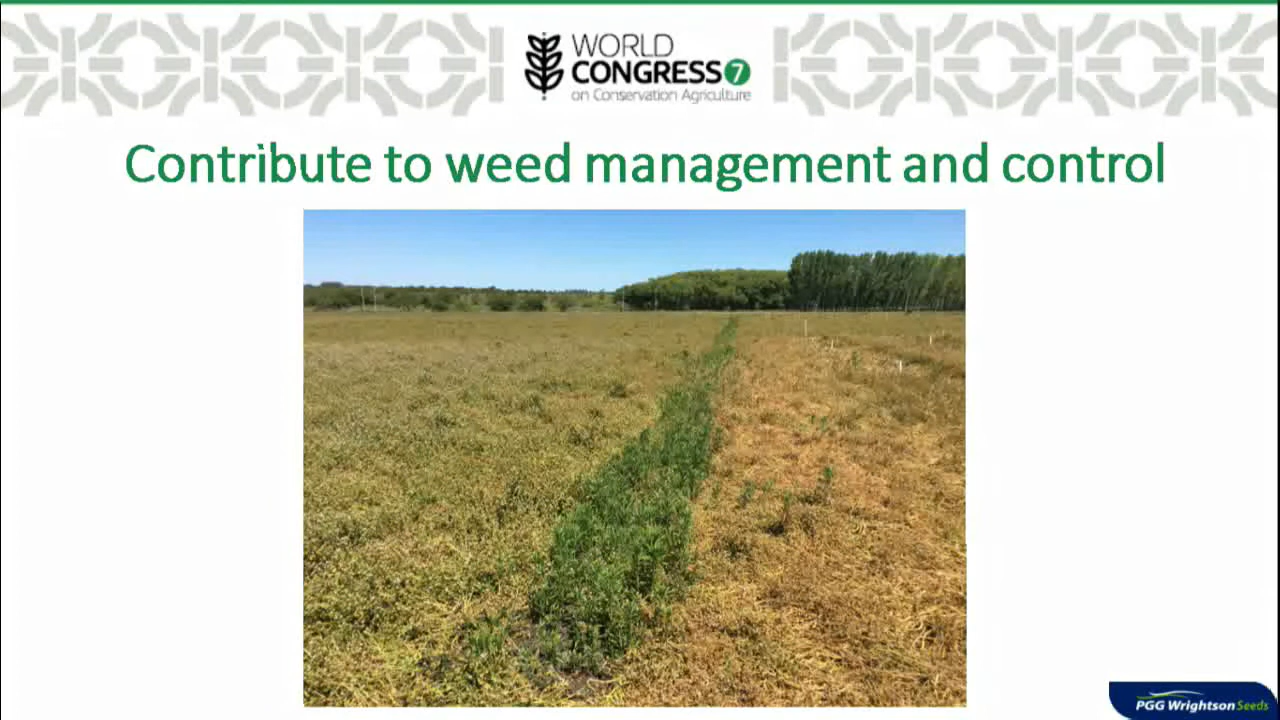 WORLD
CONGRESS 7
on Conservation Agriculture
Contribute to weed management and control
PGG Wrightson Seeds